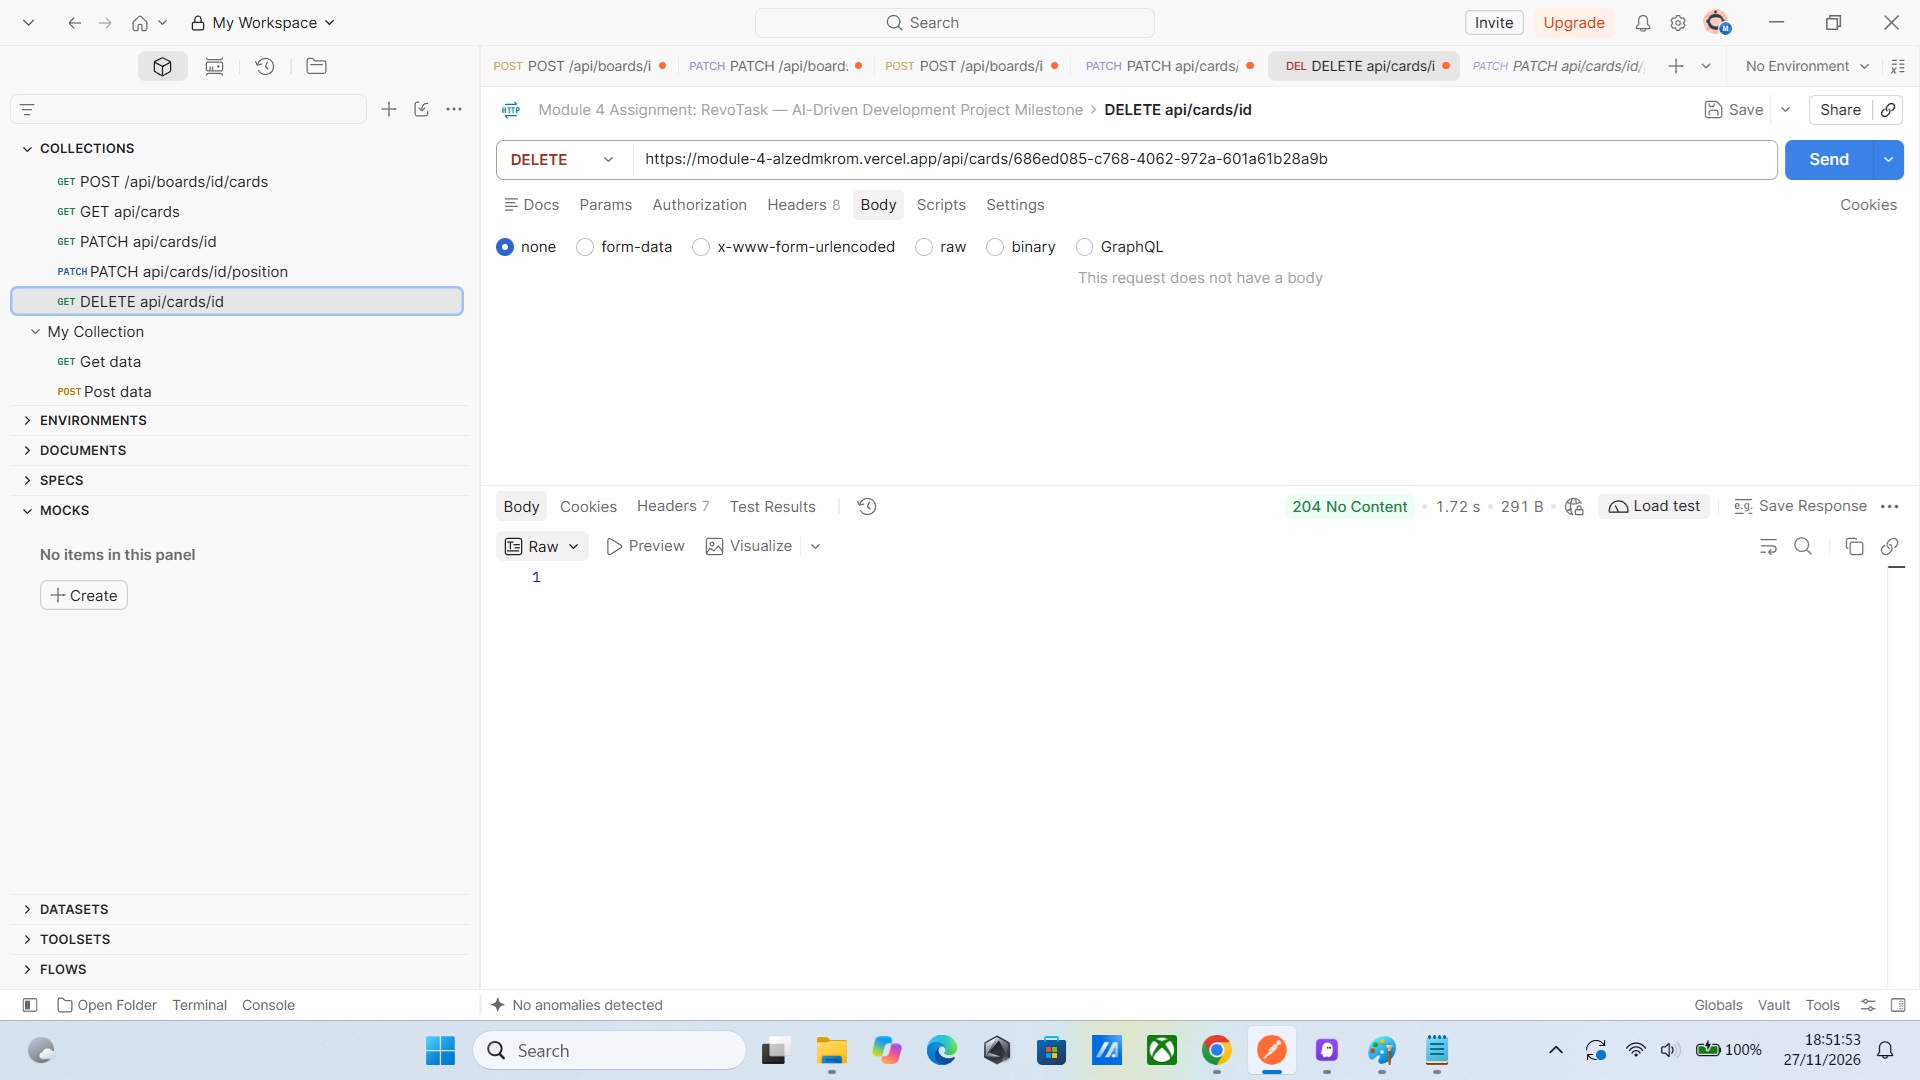 My Workspace
Search
Invite
Upgrade
POST POST /api/boards/i
PATCH PATCH /api/board
POST POST /api/boards/i
PATCH PATCH api/cards/
DEL DELETE api/cards/i
PATCH PATCH api/cards/id/
No Environment
HTTP Module 4 Assignment: RevoTask — AI-Driven Development Project Milestone > DELETE api/cards/id
Save
Share
COLLECTIONS
GET POST /api/boards/id/cards
GET GET api/cards
GET PATCH api/cards/id
PATCH PATCH api/cards/id/position
GET DELETE api/cards/id
My Collection
GET Get data
POST Post data
ENVIRONMENTS
DOCUMENTS
SPECS
MOCKS
No items in this panel
Create
DATASETS
TOOLSETS
FLOWS
DELETE
https://module-4-alzedmkrom.vercel.app/api/cards/686ed085-c768-4062-972a-601a61b28a9b
Send
Docs Params Authorization Headers 8 Body Scripts Settings
Cookies
none form-data x-www-form-urlencoded raw binary GraphQL
This request does not have a body
Body Cookies Headers 7 Test Results
204 No Content • 1.72 s • 291 B
Load test
e.g. Save Response
Raw Preview Visualize
1
Open Folder Terminal Console
No anomalies detected
Globals Vault Tools
Search
100%
18:51:53
27/11/2026